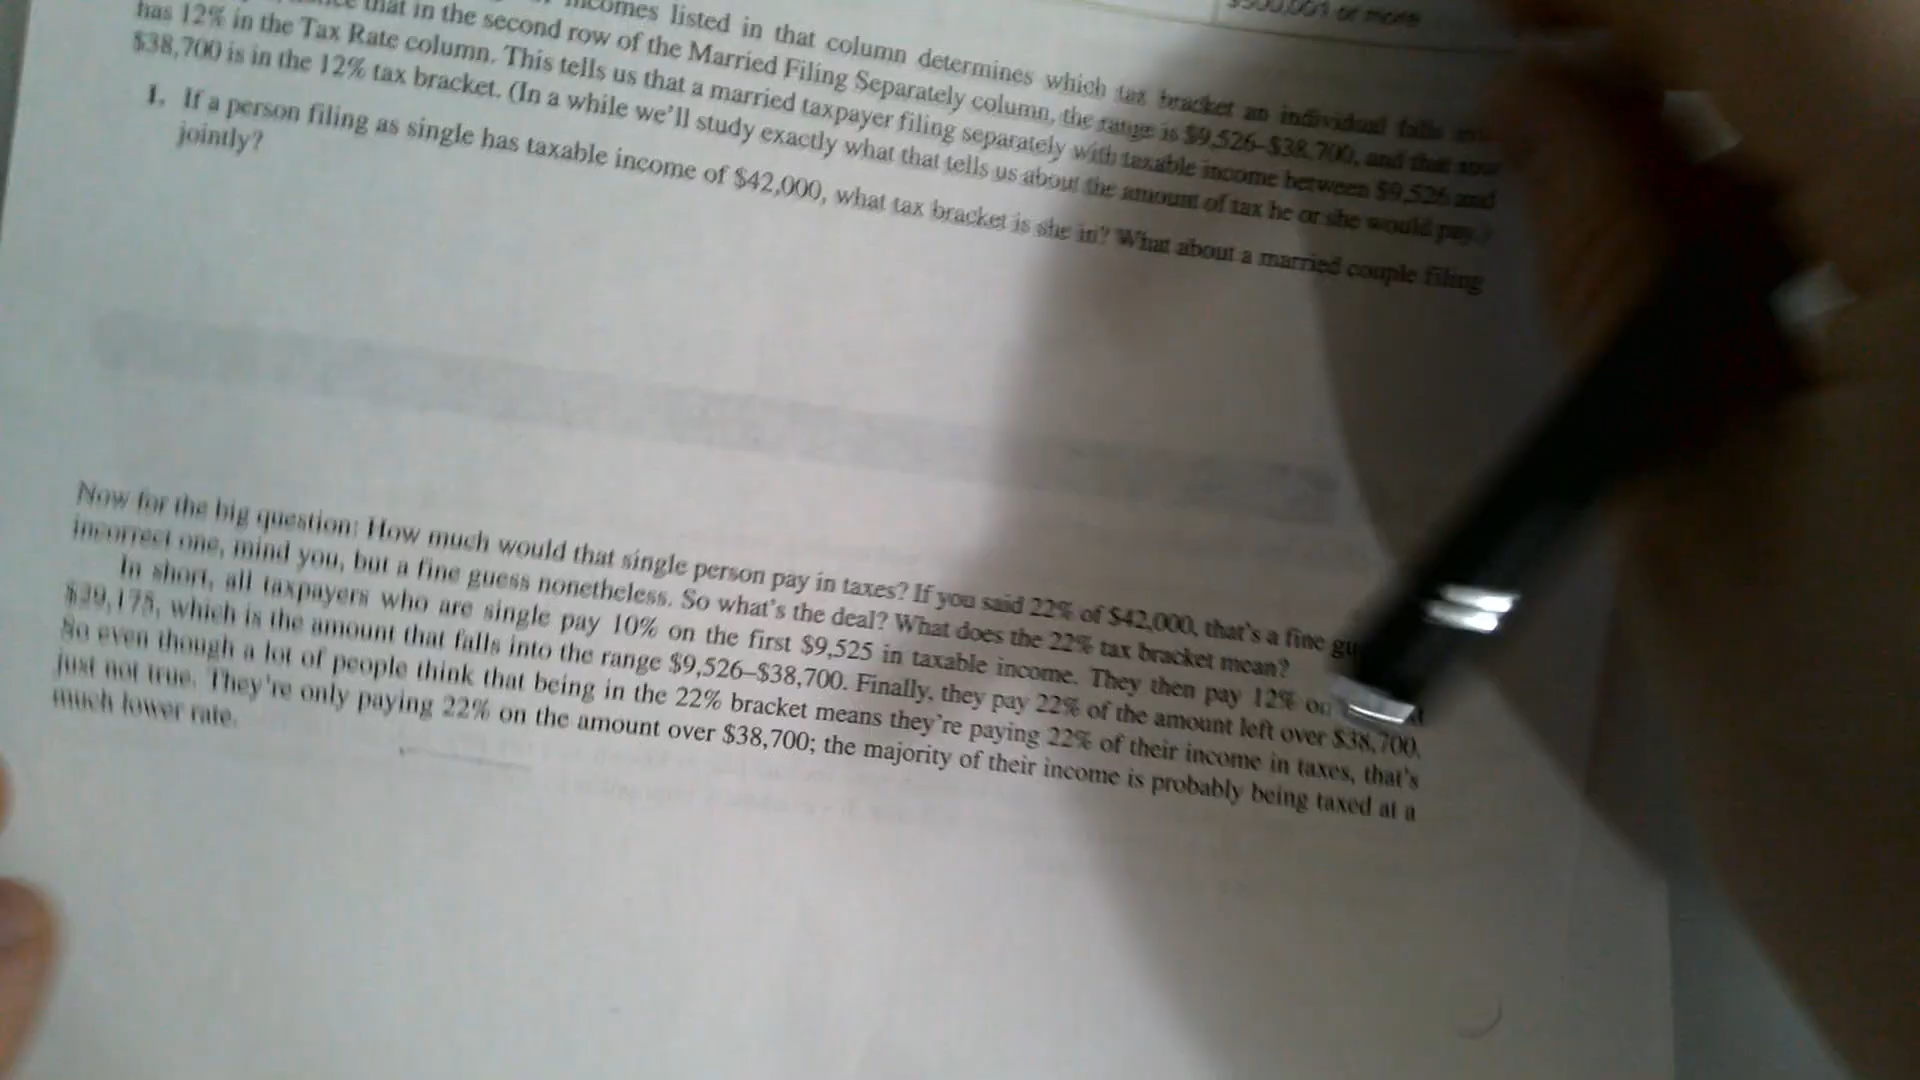 $500,001 or more
incomes listed in that column determines which tax bracket an individual falls
that in the second row of the Married Filing Separately column, the range is $9,526–$38,700, and that row
has 12% in the Tax Rate column. This tells us that a married taxpayer filing separately with taxable income between $9,526 and
$38,700 is in the 12% tax bracket. (In a while we'll study exactly what that tells us about the amount of tax he or she would pay.)
1. If a person filing as single has taxable income of $42,000, what tax bracket is she in? What about a married couple filing
jointly?
Now for the big question: How much would that single person pay in taxes? If you said 22% of $42,000, that's a fine
incorrect one, mind you, but a fine guess nonetheless. So what's the deal? What does the 22% tax bracket mean?
In short, all taxpayers who are single pay 10% on the first $9,525 in taxable income. They then pay 12% on
$29,175, which is the amount that falls into the range $9,526–$38,700. Finally, they pay 22% of the amount left over $38,700.
So even though a lot of people think that being in the 22% bracket means they're paying 22% of their income in taxes, that's
just not true. They're only paying 22% on the amount over $38,700; the majority of their income is probably being taxed at a
much lower rate.